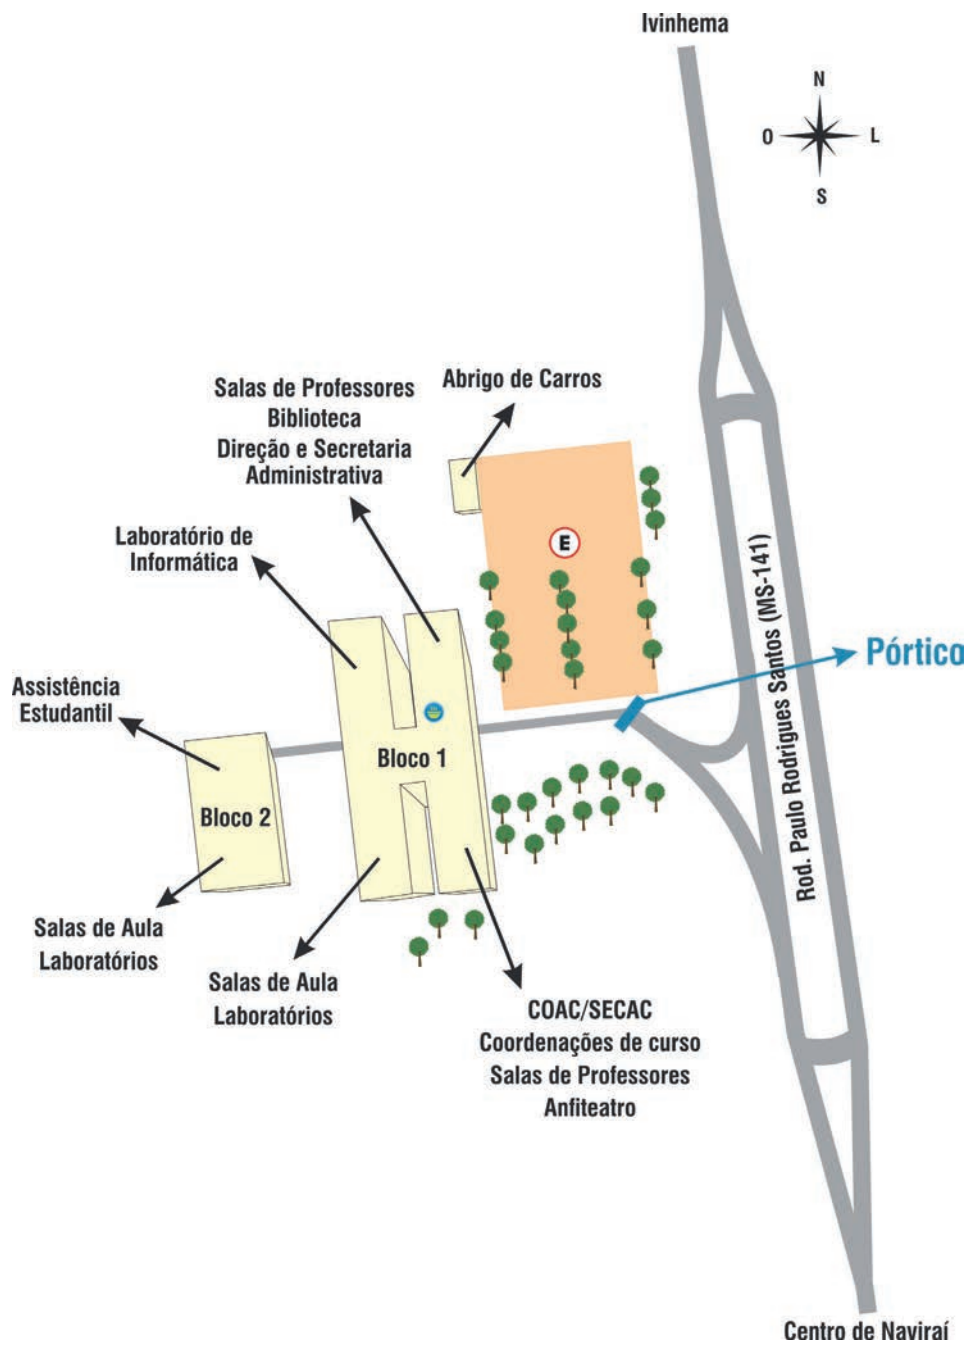 Ivinhema
N
O
L
S
Abrigo de Carros
Salas de Professores
Biblioteca
Direção e Secretaria
Administrativa
E
Laboratório de
Informática
Rod. Paulo Rodrigues Santos (MS-141)
Pórtico
Assistência
Estudantil
Bloco 1
Bloco 2
Salas de Aula
Laboratórios
Salas de Aula
Laboratórios
COAC/SECAC
Coordenações de curso
Salas de Professores
Anfiteatro
Centro de Naviraí